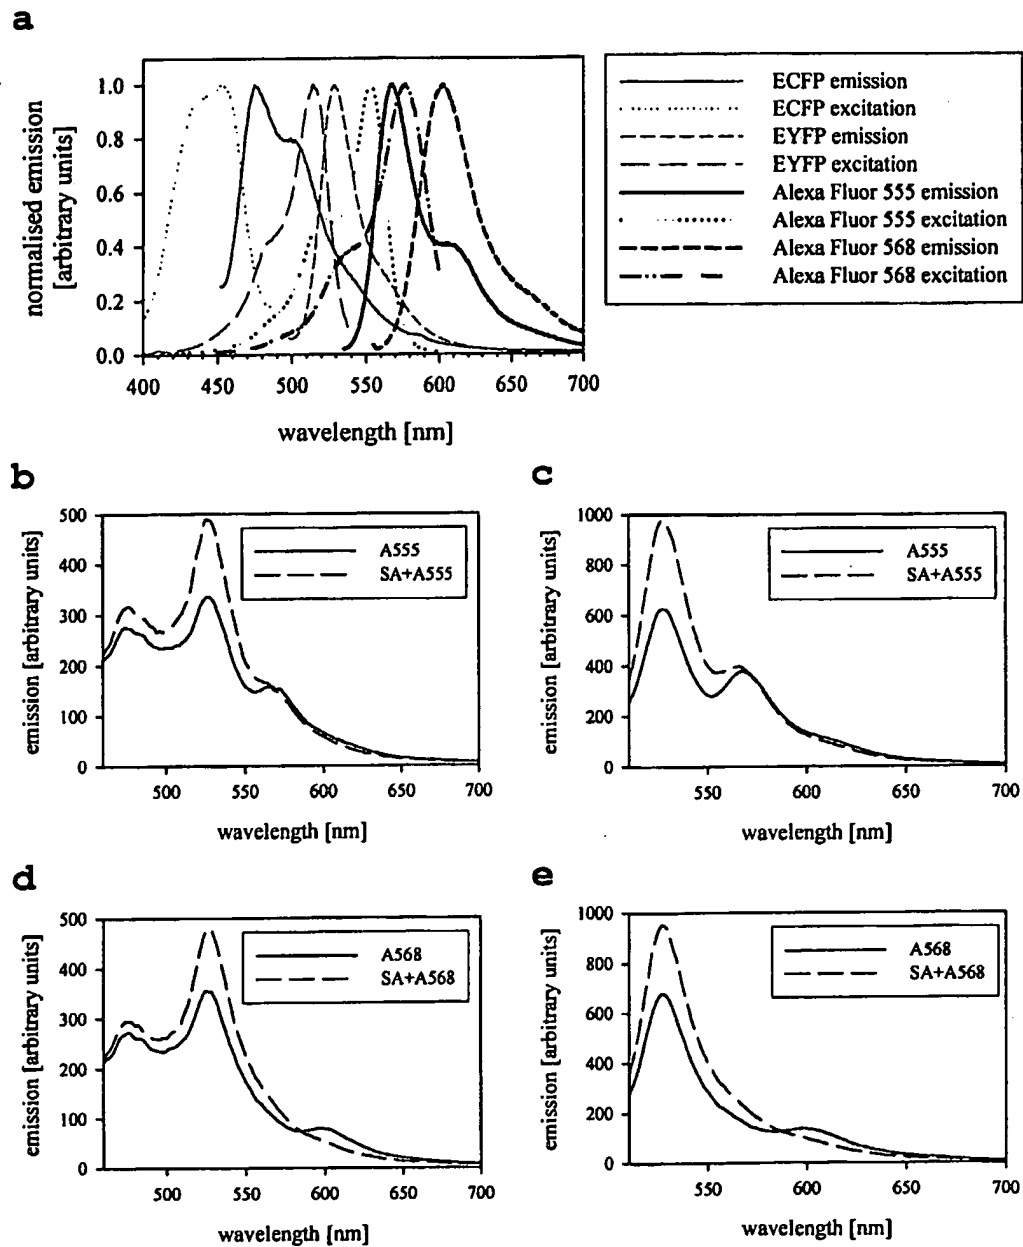 a
normalised emission
[arbitrary units]
1.0
0.8
0.6
0.4
0.2
0.0
400 450 500 550 600 650 700
wavelength [nm]
ECFP emission
ECFP excitation
EYFP emission
EYFP excitation
Alexa Fluor 555 emission
Alexa Fluor 555 excitation
Alexa Fluor 568 emission
Alexa Fluor 568 excitation
b
emission [arbitrary units]
500
400
300
200
100
0
500 550 600 650 700
wavelength [nm]
A555
SA+A555
c
emission [arbitrary units]
1000
800
600
400
200
0
550 600 650 700
wavelength [nm]
A555
SA+A555
d
emission [arbitrary units]
500
400
300
200
100
0
500 550 600 650 700
wavelength [nm]
A568
SA+A568
e
emission [arbitrary units]
1000
800
600
400
200
0
550 600 650 700
wavelength [nm]
A568
SA+A568